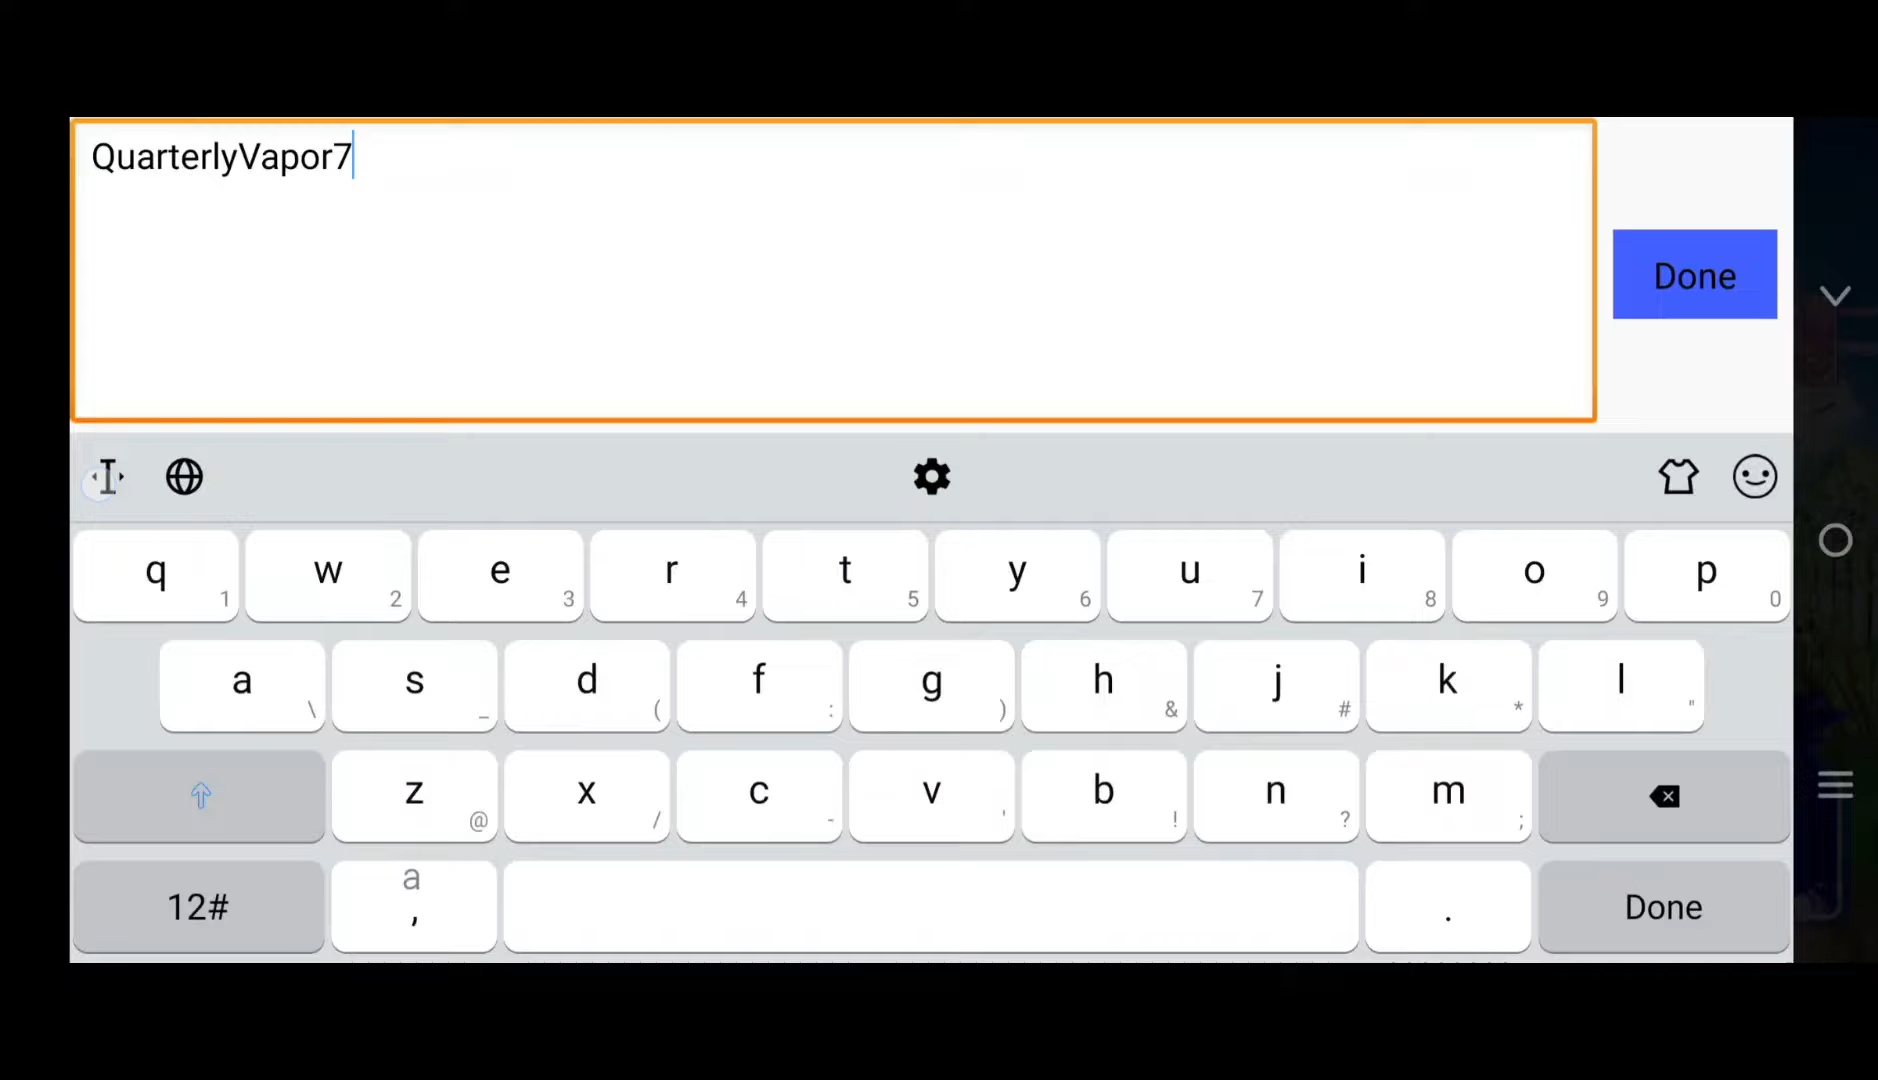 QuarterlyVapor7
Done
q 1 w 2 e 3 r 4 t 5 y 6 u 7 i 8 o 9 p 0
a \ s _ d ( f : g ) h & j # k * l "
z @ x / c - v ' b ! n ? m ;
12# a , . Done